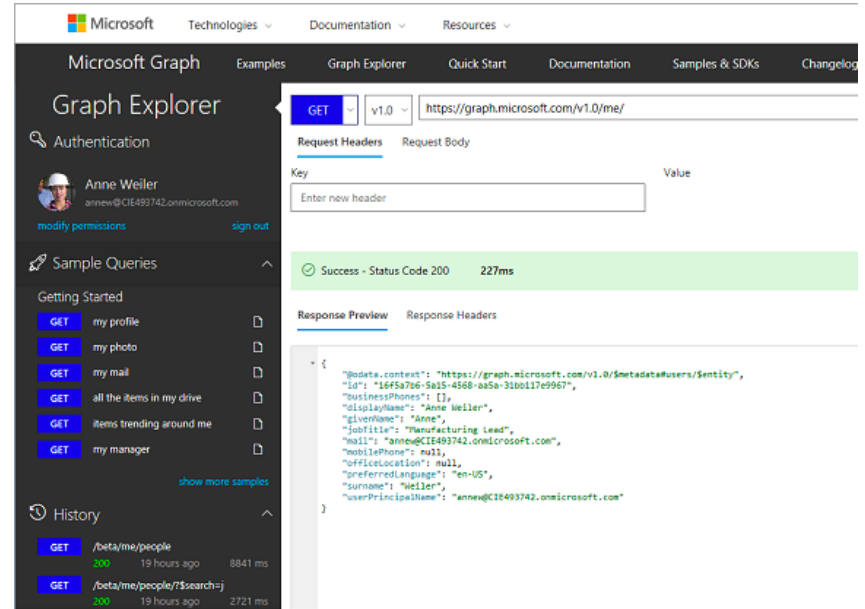 Microsoft Technologies Documentation Resources
Microsoft Graph Examples Graph Explorer Quick Start Documentation Samples & SDKs Changelog
Graph Explorer
GET v1.0 https://graph.microsoft.com/v1.0/me/
Authentication
Request Headers Request Body
Key Value
Anne Weiler
annew@CIE493742.onmicrosoft.com
Enter new header
modify permissions sign out
Sample Queries
Success - Status Code 200 227ms
Getting Started
Response Preview Response Headers
GET my profile
GET my photo
GET my mail
GET all the items in my drive
GET items trending around me
GET my manager
show more samples
{
"@odata.context": "https://graph.microsoft.com/v1.0/$metadata#users/$entity",
"id": "16f5a7b6-5a15-4568-aa5a-31bb117e9967",
"businessPhones": [],
"displayName": "Anne Weiler",
"givenName": "Anne",
"jobTitle": "Manufacturing Lead",
"mail": "annew@CIE493742.onmicrosoft.com",
"mobilePhone": null,
"officeLocation": null,
"preferredLanguage": "en-US",
"surname": "Weiler",
"userPrincipalName": "annew@CIE493742.onmicrosoft.com"
}
History
GET /beta/me/people
200 19 hours ago 8841 ms
GET /beta/me/people/?$search=j
200 19 hours ago 2721 ms